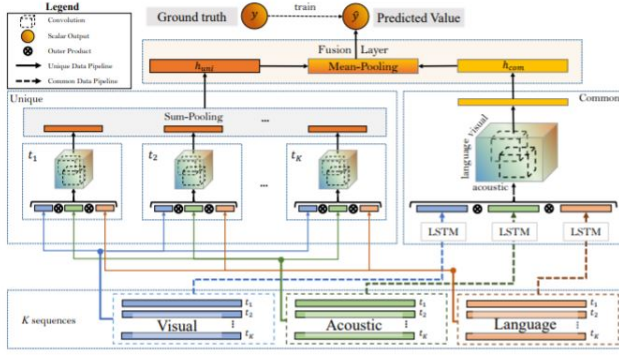 Legend
Convolution
Scalar Output
Outer Product
Unique Data Pipeline
Common Data Pipeline
Ground truth
y
train
ŷ
Predicted Value
Fusion Layer
h_uni
Mean-Pooling
h_com
Unique
Sum-Pooling
...
Common
t_1
t_2
...
t_K
language
visual
acoustic
LSTM
LSTM
LSTM
K sequences
Visual
t_1
t_2
⋮
t_K
Acoustic
t_1
t_2
⋮
t_K
Language
t_1
t_2
⋮
t_K